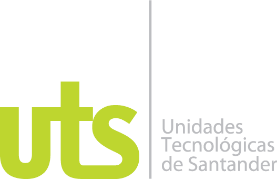 uts
Unidades
Tecnológicas
de Santander